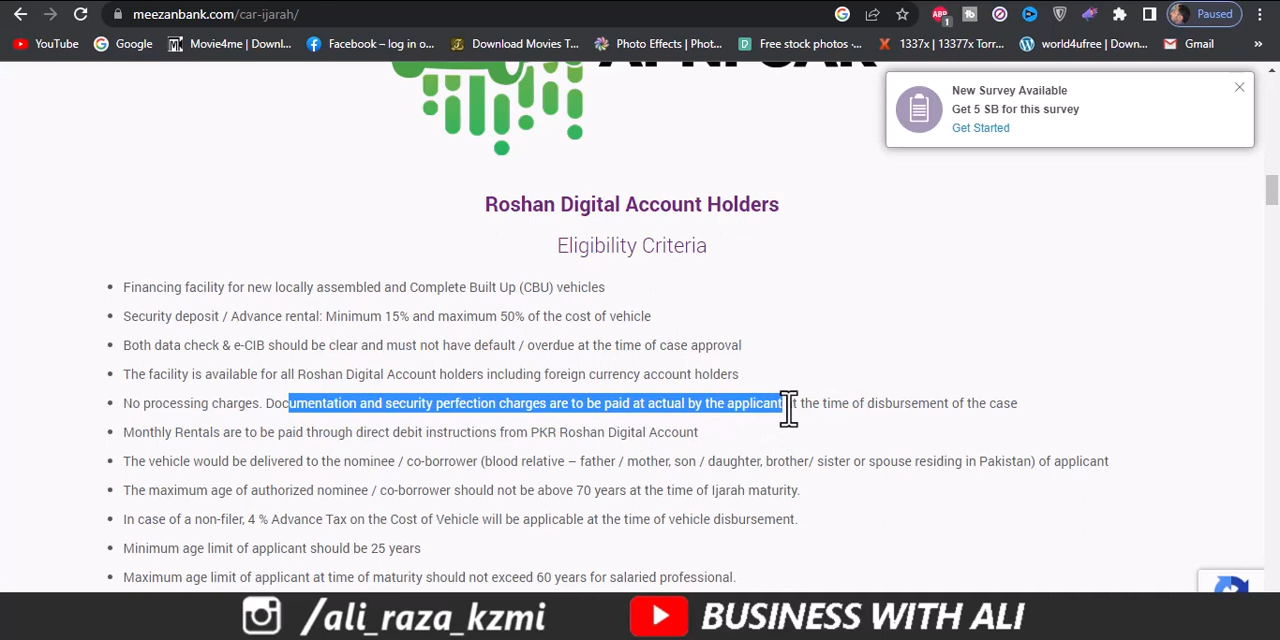 meezanbank.com/car-ijarah/
Paused
YouTube
Google
Movie4me | Downl...
Facebook – log in o...
Download Movies T...
Photo Effects | Phot...
Free stock photos -...
1337x | 13377x Torr...
world4ufree | Down...
Gmail
»
New Survey Available
Get 5 SB for this survey
Get Started
Roshan Digital Account Holders
Eligibility Criteria
• Financing facility for new locally assembled and Complete Built Up (CBU) vehicles
• Security deposit / Advance rental: Minimum 15% and maximum 50% of the cost of vehicle
• Both data check & e-CIB should be clear and must not have default / overdue at the time of case approval
• The facility is available for all Roshan Digital Account holders including foreign currency account holders
• No processing charges. Documentation and security perfection charges are to be paid at actual by the applicant at the time of disbursement of the case
• Monthly Rentals are to be paid through direct debit instructions from PKR Roshan Digital Account
• The vehicle would be delivered to the nominee / co-borrower (blood relative – father / mother, son / daughter, brother/ sister or spouse residing in Pakistan) of applicant
• The maximum age of authorized nominee / co-borrower should not be above 70 years at the time of Ijarah maturity.
• In case of a non-filer, 4 % Advance Tax on the Cost of Vehicle will be applicable at the time of vehicle disbursement.
• Minimum age limit of applicant should be 25 years
• Maximum age limit of applicant at time of maturity should not exceed 60 years for salaried professional.
/ali_raza_kzmi
BUSINESS WITH ALI